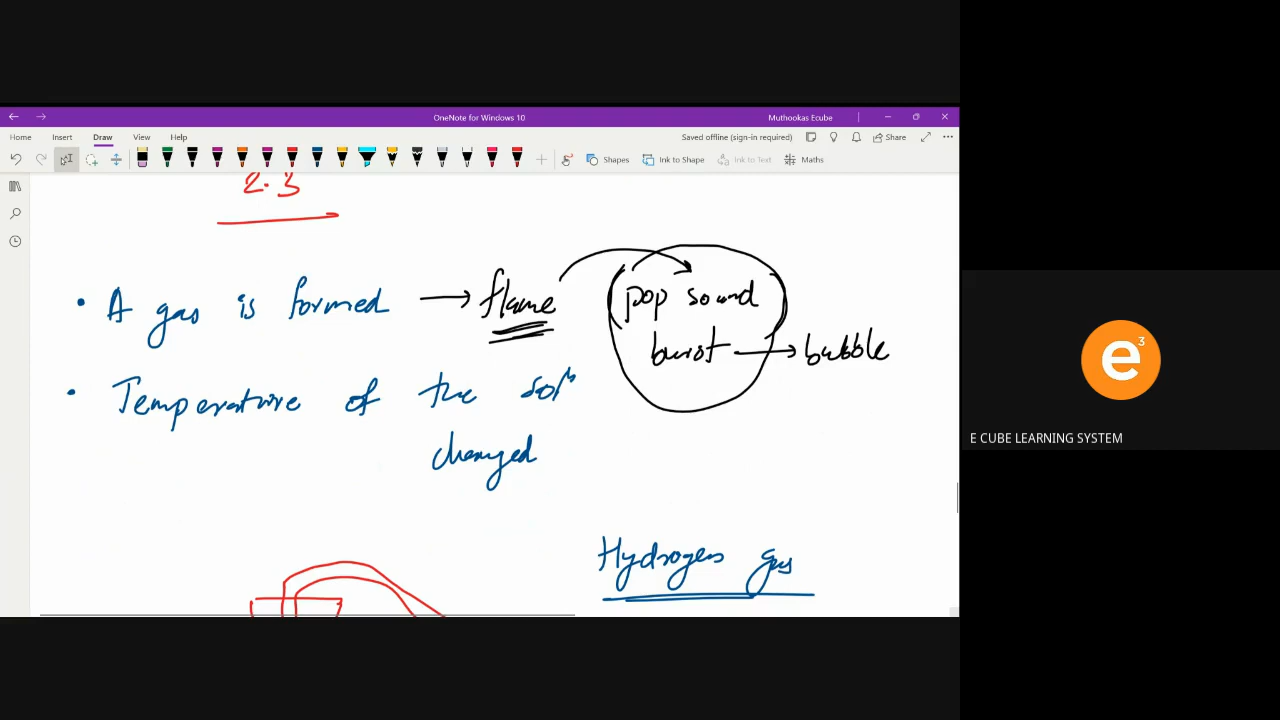 OneNote for Windows 10
Muthookas Ecube
Home Insert Draw View Help
Saved offline (sign-in required)
Share
Shapes
Ink to Shape
Ink to Text
Maths
2.3
• A gas is formed → flame (pop sound)
burst → bubble
• Temperature of the solⁿ
changed
Hydrogen gas
e3
E CUBE LEARNING SYSTEM